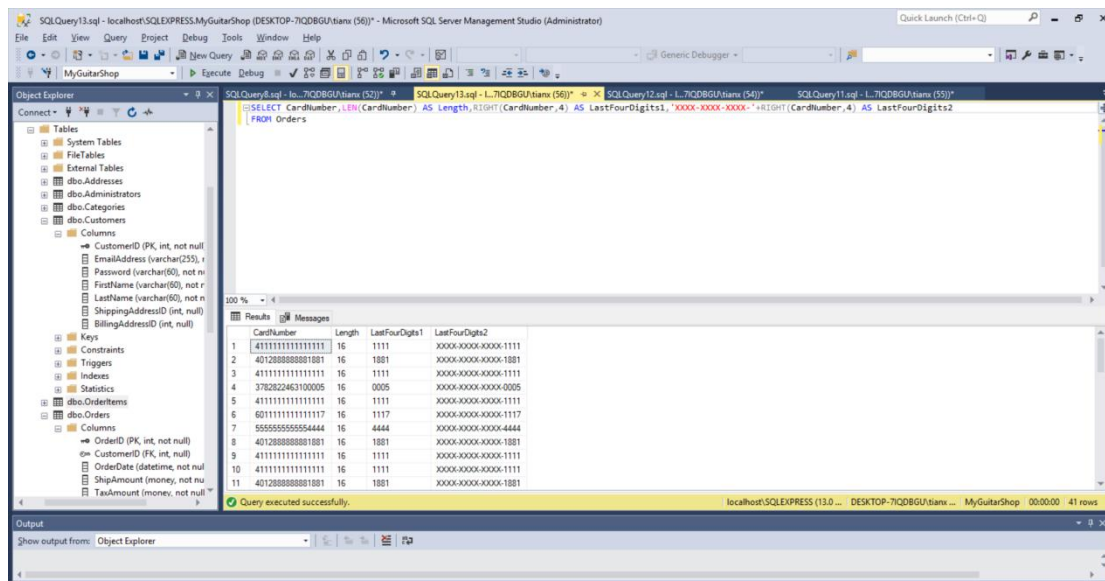 SQLQuery13.sql - localhost\SQLEXPRESS.MyGuitarShop (DESKTOP-7IQDBGU\tianx (56))* - Microsoft SQL Server Management Studio (Administrator)
Quick Launch (Ctrl+Q)
File Edit View Query Project Debug Tools Window Help
New Query
Generic Debugger
MyGuitarShop
Execute Debug
Object Explorer
Connect
Tables
System Tables
FileTables
External Tables
dbo.Addresses
dbo.Administrators
dbo.Categories
dbo.Customers
Columns
CustomerID (PK, int, not null
EmailAddress (varchar(255), r
Password (varchar(60), not n
FirstName (varchar(60), not r
LastName (varchar(60), not n
ShippingAddressID (int, null)
BillingAddressID (int, null)
Keys
Constraints
Triggers
Indexes
Statistics
dbo.OrderItems
dbo.Orders
Columns
OrderID (PK, int, not null)
CustomerID (FK, int, null)
OrderDate (datetime, not nul
ShipAmount (money, not nu
TaxAmount (money, not null
SQLQuery8.sql - lo...7IQDBGU\tianx (52))* SQLQuery13.sql - l...7IQDBGU\tianx (56))* SQLQuery12.sql - l...7IQDBGU\tianx (54))* SQLQuery11.sql - l...7IQDBGU\tianx (55))*
SELECT CardNumber,LEN(CardNumber) AS Length,RIGHT(CardNumber,4) AS LastFourDigits1,'XXXX-XXXX-XXXX-'+RIGHT(CardNumber,4) AS LastFourDigits2
FROM Orders
100 %
Results Messages
CardNumber Length LastFourDigits1 LastFourDigits2
1 4111111111111111 16 1111 XXXX-XXXX-XXXX-1111
2 4012888888881881 16 1881 XXXX-XXXX-XXXX-1881
3 4111111111111111 16 1111 XXXX-XXXX-XXXX-1111
4 3782822463100005 16 0005 XXXX-XXXX-XXXX-0005
5 4111111111111111 16 1111 XXXX-XXXX-XXXX-1111
6 6011111111111117 16 1117 XXXX-XXXX-XXXX-1117
7 5555555555554444 16 4444 XXXX-XXXX-XXXX-4444
8 4012888888881881 16 1881 XXXX-XXXX-XXXX-1881
9 4111111111111111 16 1111 XXXX-XXXX-XXXX-1111
10 4111111111111111 16 1111 XXXX-XXXX-XXXX-1111
11 4012888888881881 16 1881 XXXX-XXXX-XXXX-1881
Query executed successfully. localhost\SQLEXPRESS (13.0 ... DESKTOP-7IQDBGU\tianx ... MyGuitarShop 00:00:00 41 rows
Output
Show output from: Object Explorer